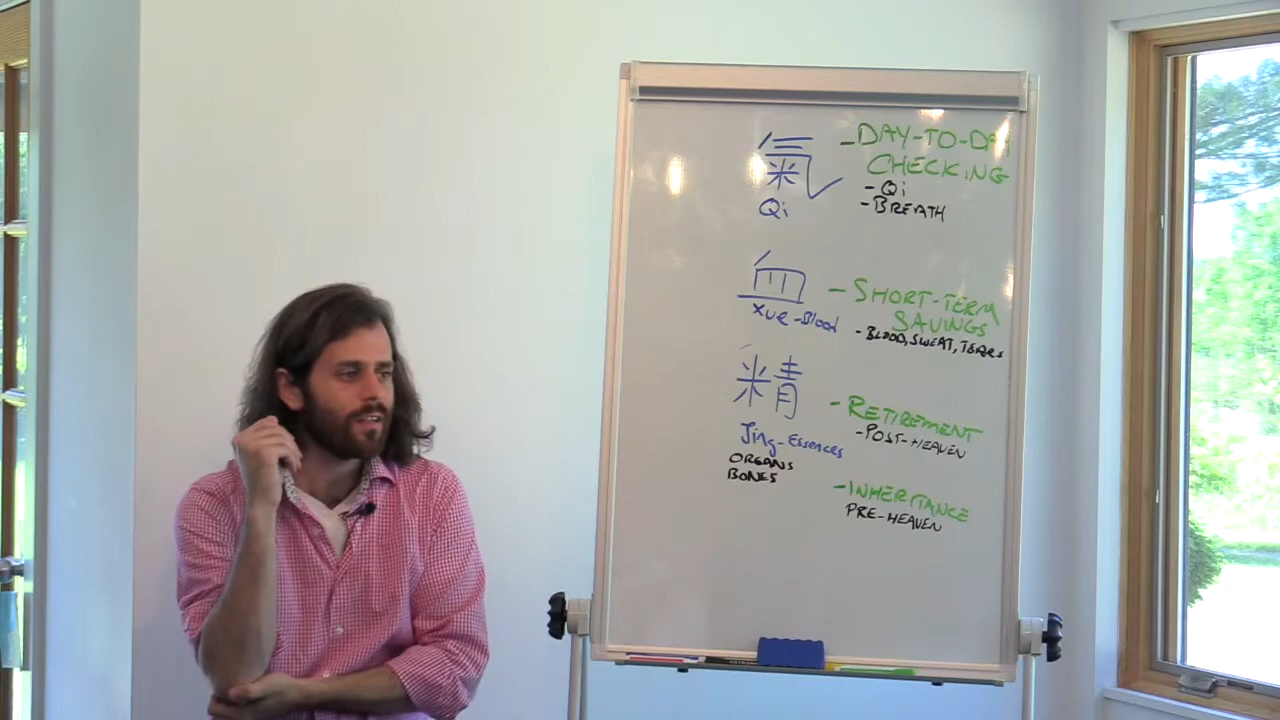 氣 - DAY-TO-DAY
CHECKING
Qi
- Qi
- BREATH
血 - SHORT-TERM
SAVINGS
Xue - Blood
- BLOOD, SWEAT, TEARS
精 - RETIREMENT
- POST-HEAVEN
Jing - Essences
ORGANS
BONES
- INHERITANCE
PRE-HEAVEN